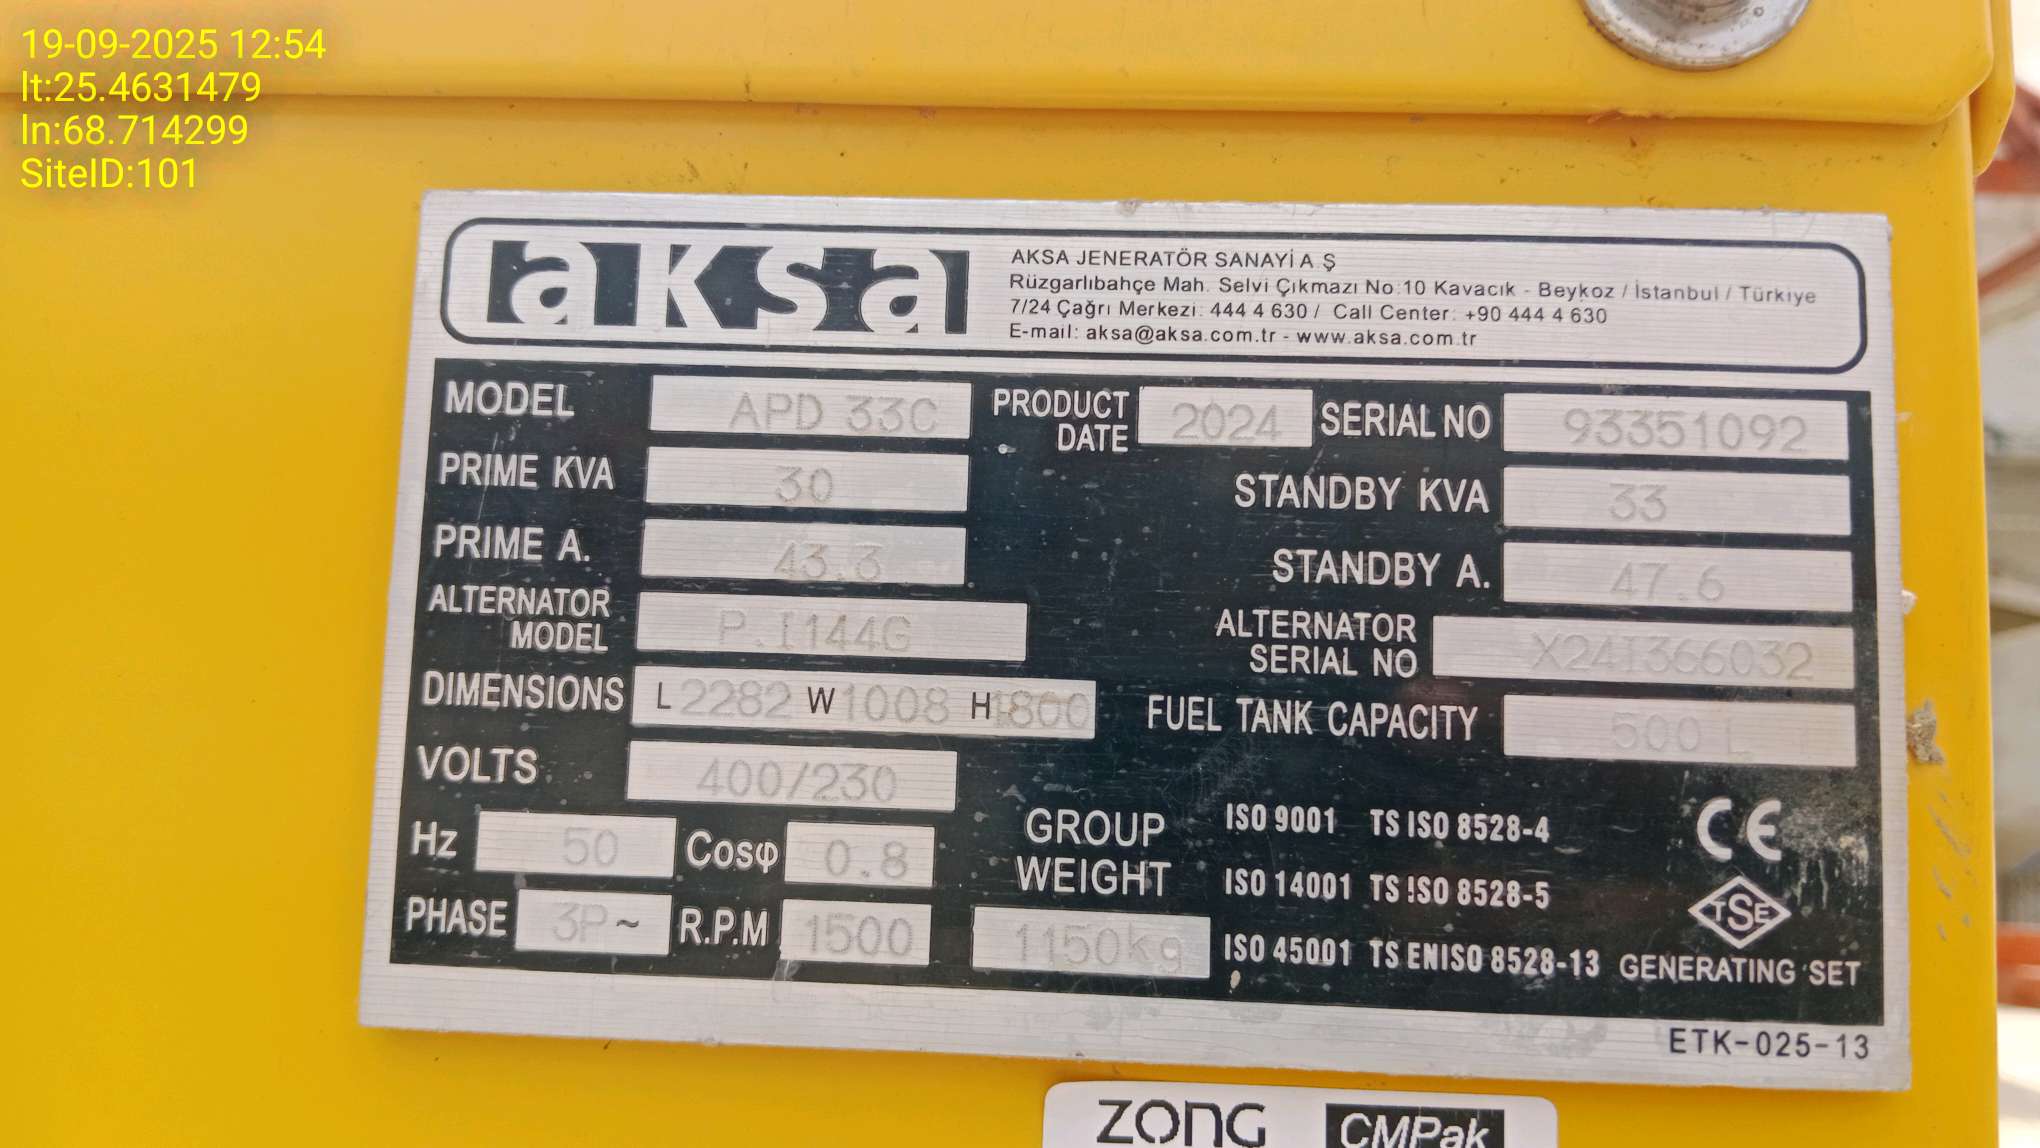 19-09-2025 12:54
lt:25.4631479
ln:68.714299
SiteID:101
aksa
AKSA JENERATÖR SANAYİ A.Ş
Rüzgarlıbahçe Mah. Selvi Çıkmazı No:10 Kavacık - Beykoz / İstanbul / Türkiye
7/24 Çağrı Merkezi: 444 4 630 / Call Center: +90 444 4 630
E-mail: aksa@aksa.com.tr - www.aksa.com.tr
MODEL APD 33C PRODUCT DATE 2024 SERIAL NO 93351092
PRIME KVA 30 STANDBY KVA 33
PRIME A. 43.3 STANDBY A. 47.6
ALTERNATOR MODEL P.I144G ALTERNATOR SERIAL NO X24I366032
DIMENSIONS L 2282 W 1008 H 1800 FUEL TANK CAPACITY 500 L
VOLTS 400/230
Hz 50 Cosφ 0.8 GROUP WEIGHT 1150kg
PHASE 3P~ R.P.M 1500
ISO 9001 TS ISO 8528-4
ISO 14001 TS ISO 8528-5
ISO 45001 TS EN ISO 8528-13
CE
TSE
GENERATING SET
ETK-025-13
ZONG CMPak